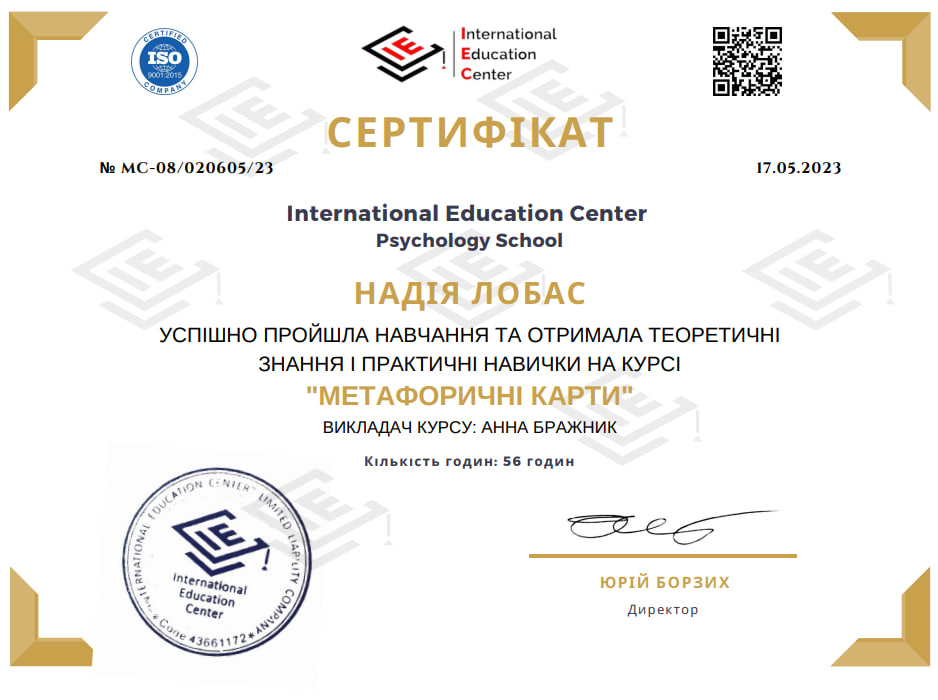 CERTIFIED
ISO
9001:2015
COMPANY
IE
International
Education
Center
СЕРТИФІКАТ
№ МС-08/020605/23
17.05.2023
International Education Center
Psychology School
НАДІЯ ЛОБАС
УСПІШНО ПРОЙШЛА НАВЧАННЯ ТА ОТРИМАЛА ТЕОРЕТИЧНІ
ЗНАННЯ І ПРАКТИЧНІ НАВИЧКИ НА КУРСІ
"МЕТАФОРИЧНІ КАРТИ"
ВИКЛАДАЧ КУРСУ: АННА БРАЖНИК
Кількість годин: 56 годин
"INTERNATIONAL EDUCATION CENTER" LIMITED LIABILITY COMPANY
IE
International
Education
Center
* Code 43661172 *
ЮРІЙ БОРЗИХ
Директор